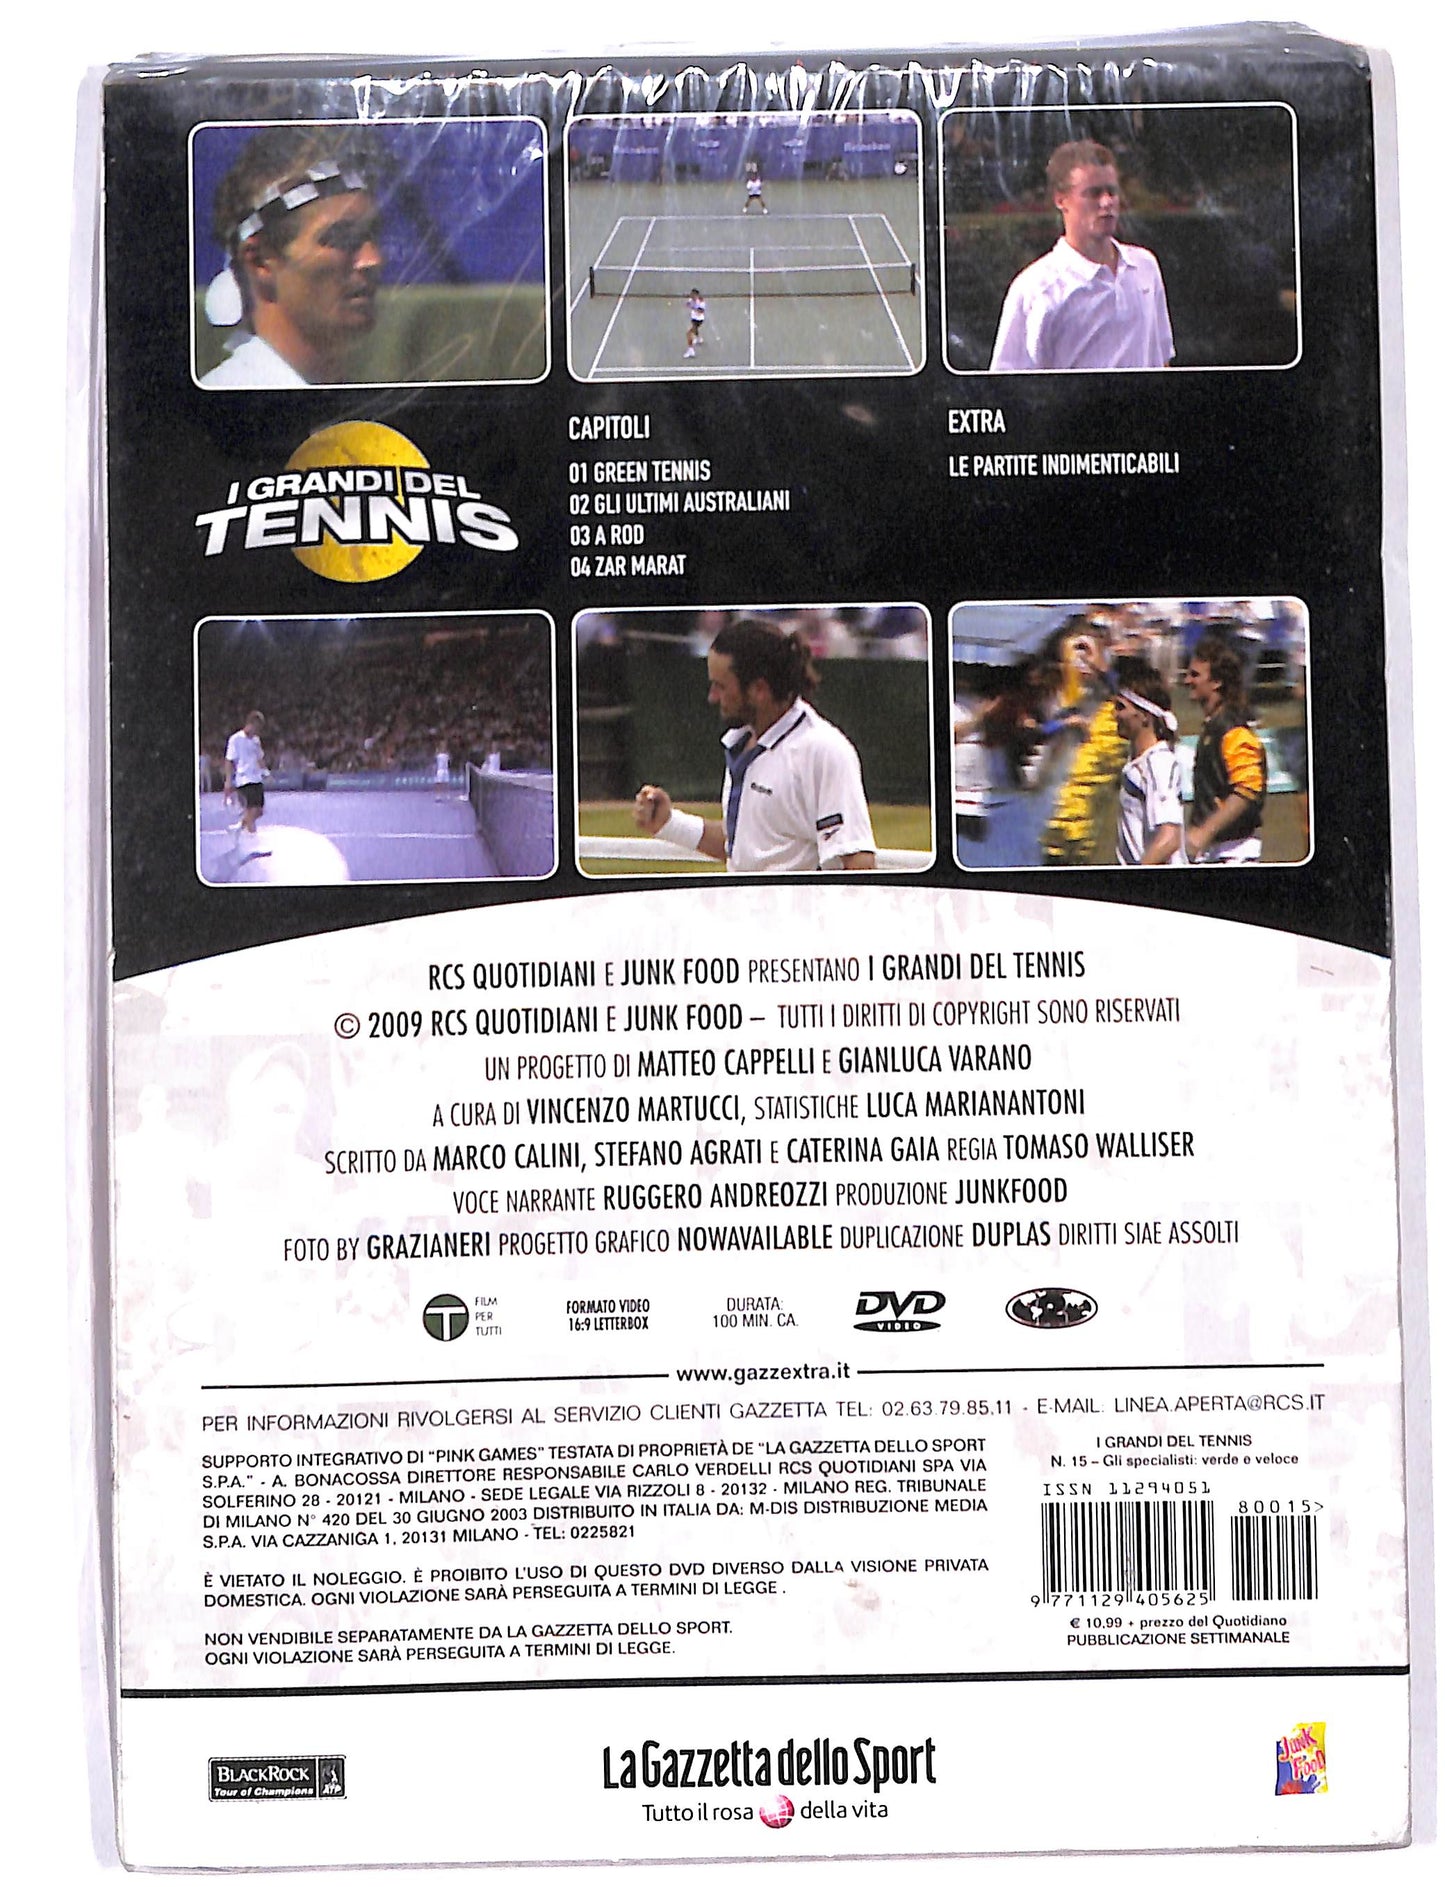 Heineken
Heineken
I GRANDI DEL
TENNIS
CAPITOLI
01 GREEN TENNIS
02 GLI ULTIMI AUSTRALIANI
03 A ROD
04 ZAR MARAT
EXTRA
LE PARTITE INDIMENTICABILI
RCS QUOTIDIANI E JUNK FOOD PRESENTANO I GRANDI DEL TENNIS
© 2009 RCS QUOTIDIANI E JUNK FOOD – TUTTI I DIRITTI DI COPYRIGHT SONO RISERVATI
UN PROGETTO DI MATTEO CAPPELLI E GIANLUCA VARANO
A CURA DI VINCENZO MARTUCCI, STATISTICHE LUCA MARIANANTONI
SCRITTO DA MARCO CALINI, STEFANO AGRATI E CATERINA GAIA REGIA TOMASO WALLISER
VOCE NARRANTE RUGGERO ANDREOZZI PRODUZIONE JUNKFOOD
FOTO BY GRAZIANERI PROGETTO GRAFICO NOWAVAILABLE DUPLICAZIONE DUPLAS DIRITTI SIAE ASSOLTI
T
FILM
PER
TUTTI
FORMATO VIDEO
16:9 LETTERBOX
DURATA:
100 MIN. CA.
DVD
VIDEO
www.gazzextra.it
PER INFORMAZIONI RIVOLGERSI AL SERVIZIO CLIENTI GAZZETTA TEL: 02.63.79.85.11 - E-MAIL: LINEA.APERTA@RCS.IT
SUPPORTO INTEGRATIVO DI “PINK GAMES” TESTATA DI PROPRIETÀ DE “LA GAZZETTA DELLO SPORT
S.P.A.” - A. BONACOSSA DIRETTORE RESPONSABILE CARLO VERDELLI RCS QUOTIDIANI SPA VIA
SOLFERINO 28 - 20121 - MILANO - SEDE LEGALE VIA RIZZOLI 8 - 20132 - MILANO REG. TRIBUNALE
DI MILANO N° 420 DEL 30 GIUGNO 2003 DISTRIBUITO IN ITALIA DA: M-DIS DISTRIBUZIONE MEDIA
S.P.A. VIA CAZZANIGA 1, 20131 MILANO - TEL: 0225821
È VIETATO IL NOLEGGIO. È PROIBITO L'USO DI QUESTO DVD DIVERSO DALLA VISIONE PRIVATA
DOMESTICA. OGNI VIOLAZIONE SARÀ PERSEGUITA A TERMINI DI LEGGE .
NON VENDIBILE SEPARATAMENTE DA LA GAZZETTA DELLO SPORT.
OGNI VIOLAZIONE SARÀ PERSEGUITA A TERMINI DI LEGGE.
I GRANDI DEL TENNIS
N. 15 – Gli specialisti: verde e veloce
ISSN 11294051
80015>
9 771129 405625
€ 10,99 + prezzo del Quotidiano
PUBBLICAZIONE SETTIMANALE
BLACKROCK
Tour of Champions
ATP
La Gazzetta dello Sport
Tutto il rosa della vita
Junk
Food